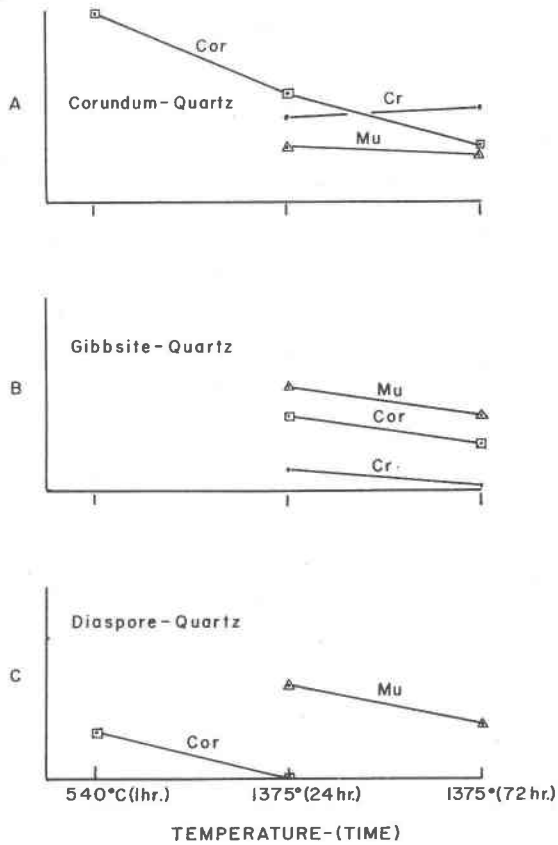 Cor
Cr
A
Corundum-Quartz
Mu
Gibbsite-Quartz
B
Mu
Cor
Cr
Diaspore-Quartz
C
Mu
Cor
540°C(1hr.) 1375°(24hr.) 1375°(72hr.)
TEMPERATURE-(TIME)